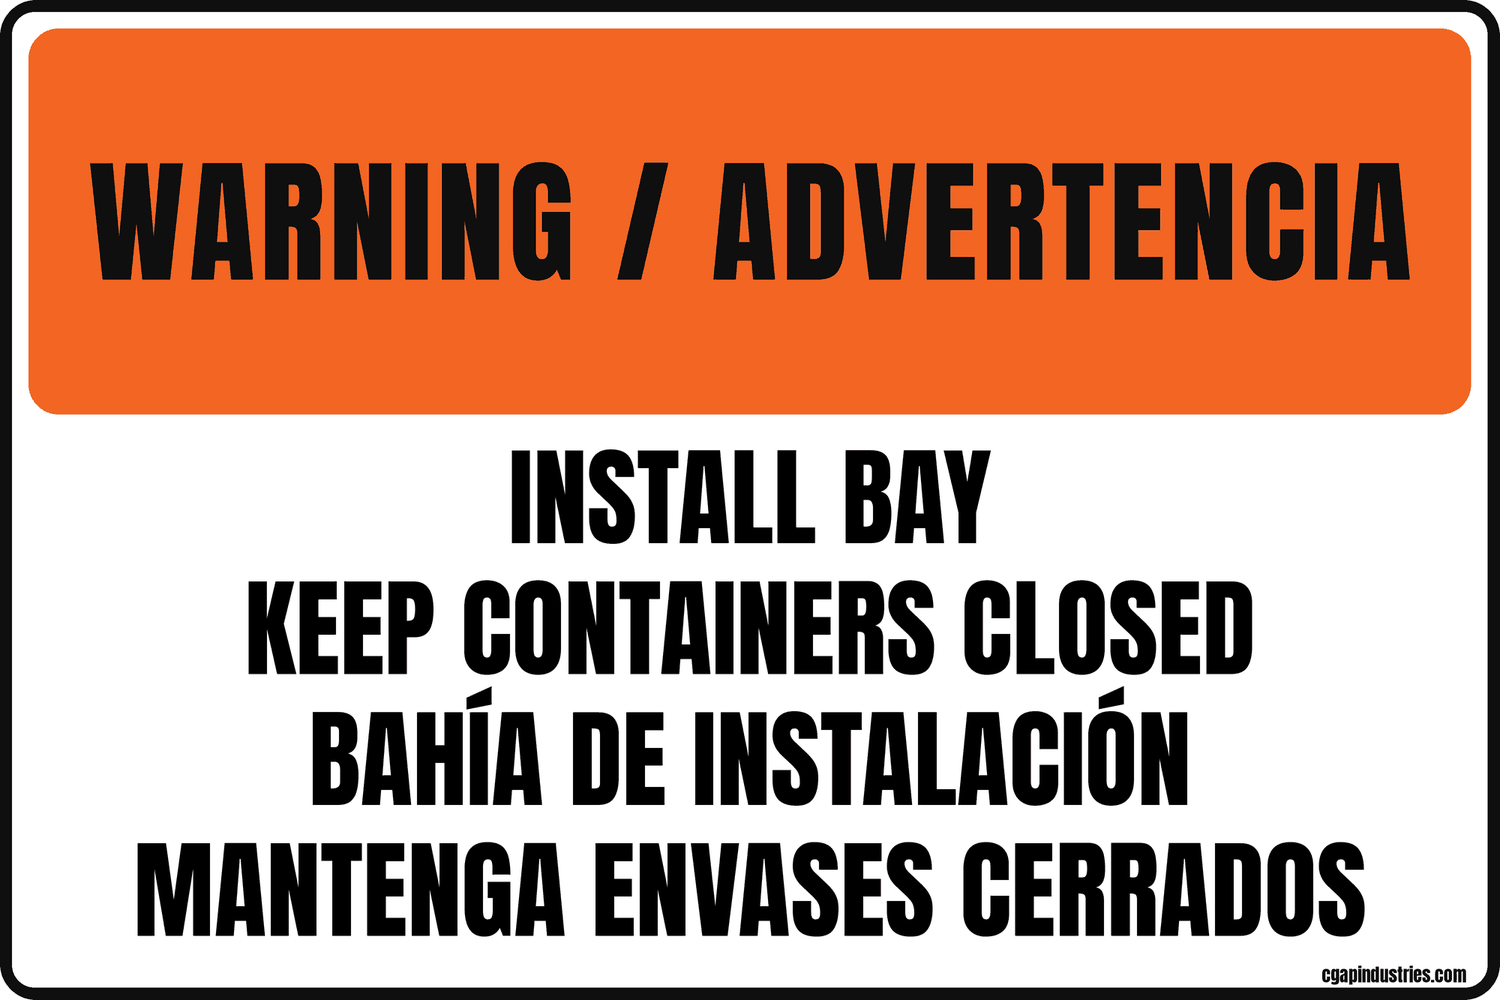 WARNING / ADVERTENCIA
INSTALL BAY
KEEP CONTAINERS CLOSED
BAHÍA DE INSTALACIÓN
MANTENGA ENVASES CERRADOS
cgapindustries.com